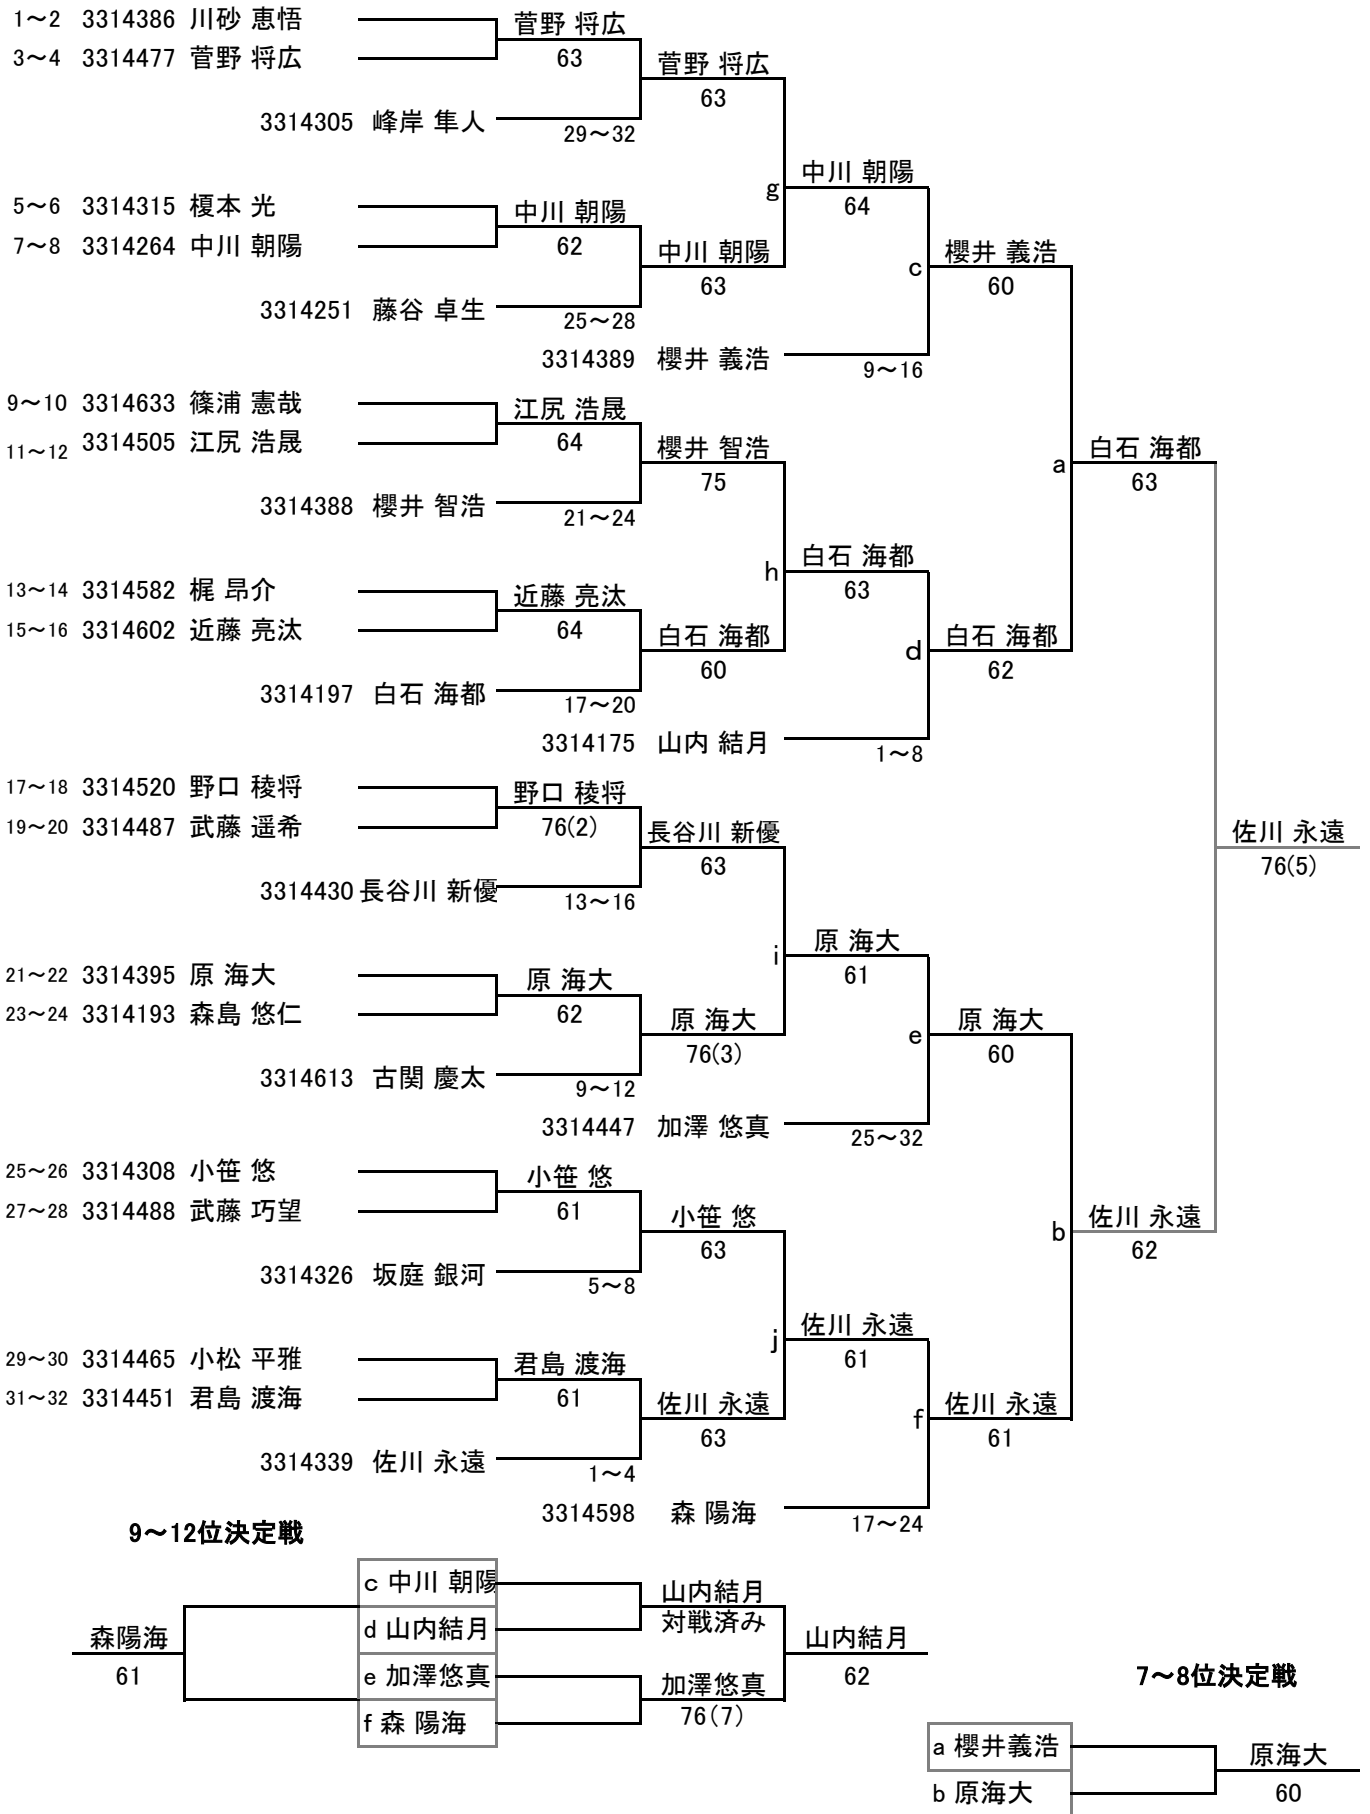 1～2 3314386 川砂 恵悟
菅野 将広
3～4 3314477 菅野 将広
63
菅野 将広
63
3314305 峰岸 隼人
29～32
中川 朝陽
g
64
5～6 3314315 榎本 光
中川 朝陽
7～8 3314264 中川 朝陽
62
中川 朝陽
63
櫻井 義浩
c
60
3314251 藤谷 卓生
25～28
3314389 櫻井 義浩
9～16
9～10 3314633 篠浦 憲哉
江尻 浩晟
11～12 3314505 江尻 浩晟
64
櫻井 智浩
75
白石 海都
a
63
3314388 櫻井 智浩
21～24
白石 海都
h
63
13～14 3314582 梶 昂介
近藤 亮汰
15～16 3314602 近藤 亮汰
64
白石 海都
60
白石 海都
d
62
3314197 白石 海都
17～20
3314175 山内 結月
1～8
17～18 3314520 野口 稜将
野口 稜将
19～20 3314487 武藤 遥希
76(2)
長谷川 新優
63
佐川 永遠
76(5)
3314430 長谷川 新優
13～16
原 海大
i
61
21～22 3314395 原 海大
原 海大
23～24 3314193 森島 悠仁
62
原 海大
76(3)
原 海大
e
60
3314613 古関 慶太
9～12
3314447 加澤 悠真
25～32
25～26 3314308 小笹 悠
小笹 悠
27～28 3314488 武藤 巧望
61
小笹 悠
63
佐川 永遠
b
62
3314326 坂庭 銀河
5～8
佐川 永遠
j
61
29～30 3314465 小松 平雅
君島 渡海
31～32 3314451 君島 渡海
61
佐川 永遠
63
佐川 永遠
f
61
3314339 佐川 永遠
1～4
3314598 森 陽海
17～24
9～12位決定戦
c 中川 朝陽
山内結月
d 山内結月
対戦済み
森陽海
61
山内結月
62
e 加澤悠真
加澤悠真
f 森 陽海
76(7)
7～8位決定戦
a 櫻井義浩
原海大
b 原海大
60